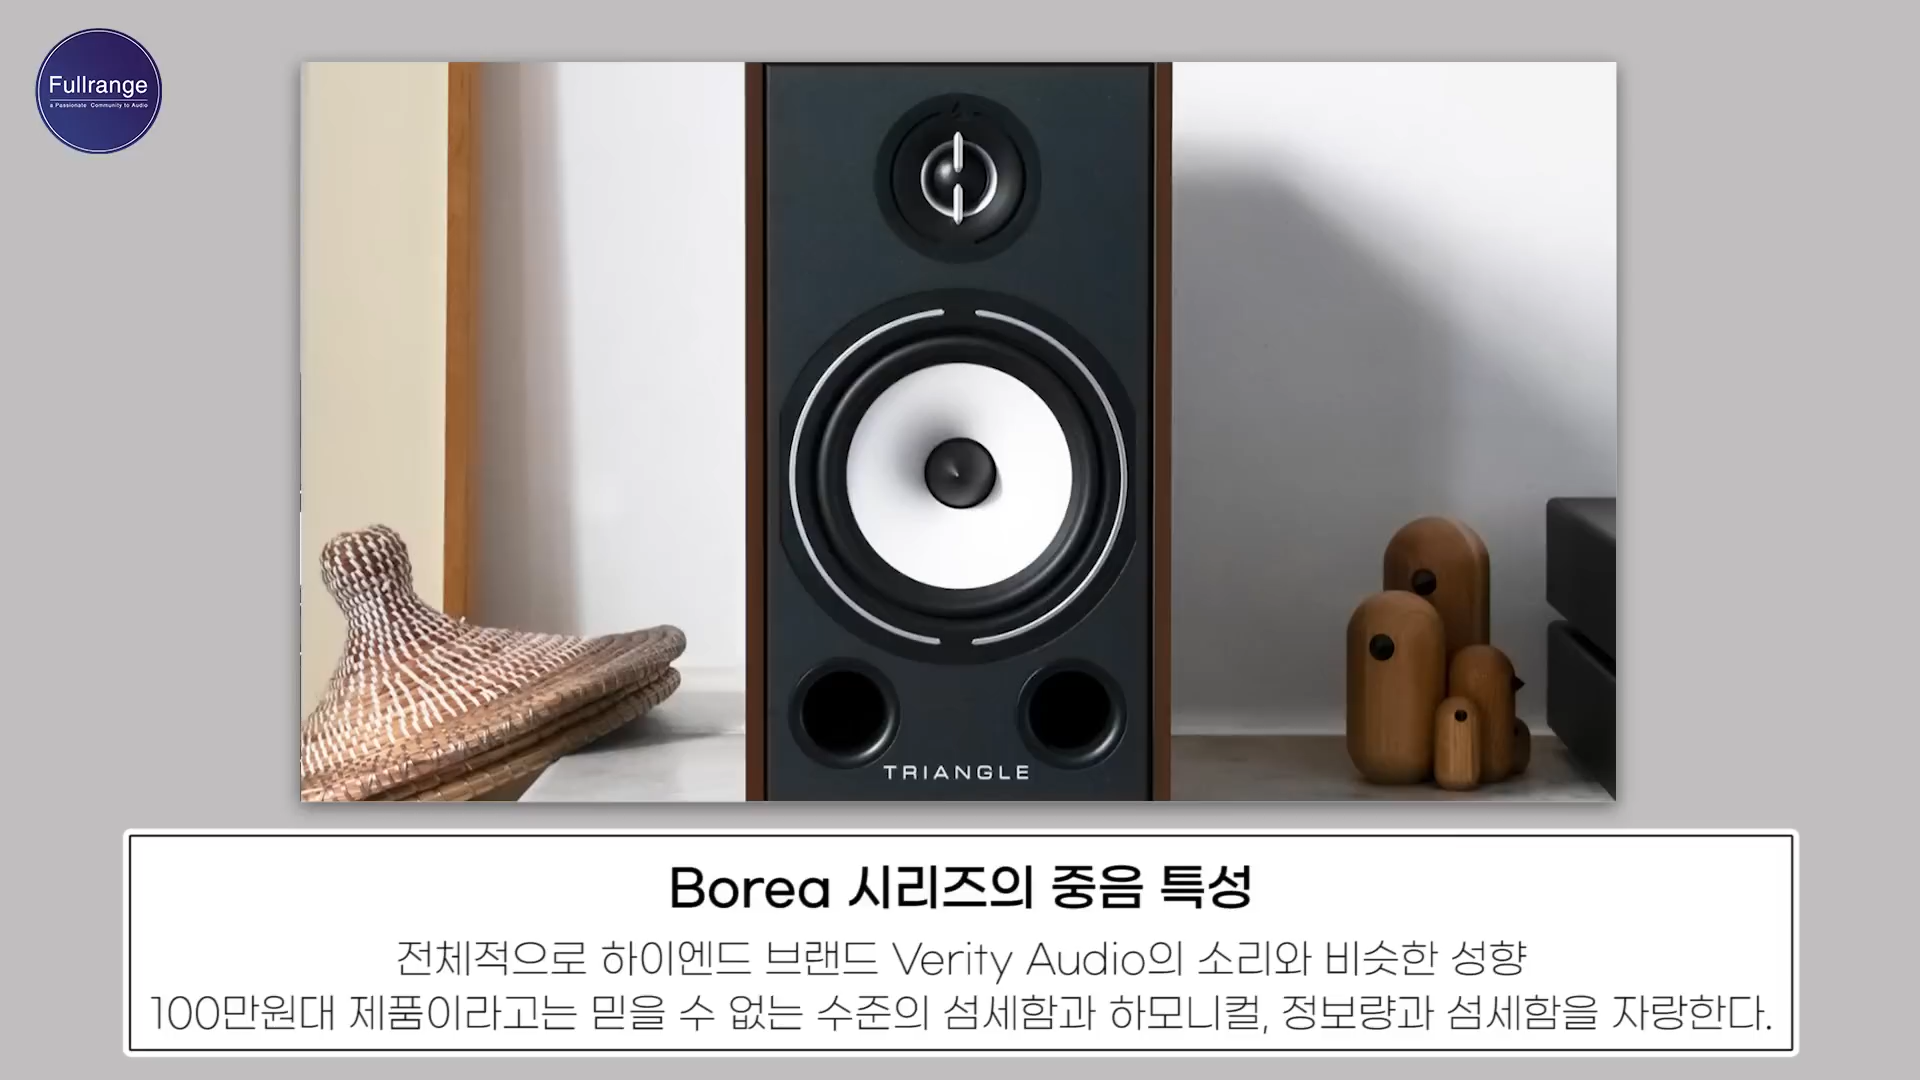 Fullrange
a Passionate Community to Audio
TRIANGLE
Borea 시리즈의 중음 특성
전체적으로 하이엔드 브랜드 Verity Audio의 소리와 비슷한 성향
100만원대 제품이라고는 믿을 수 없는 수준의 섬세함과 하모니컬, 정보량과 섬세함을 자랑한다.